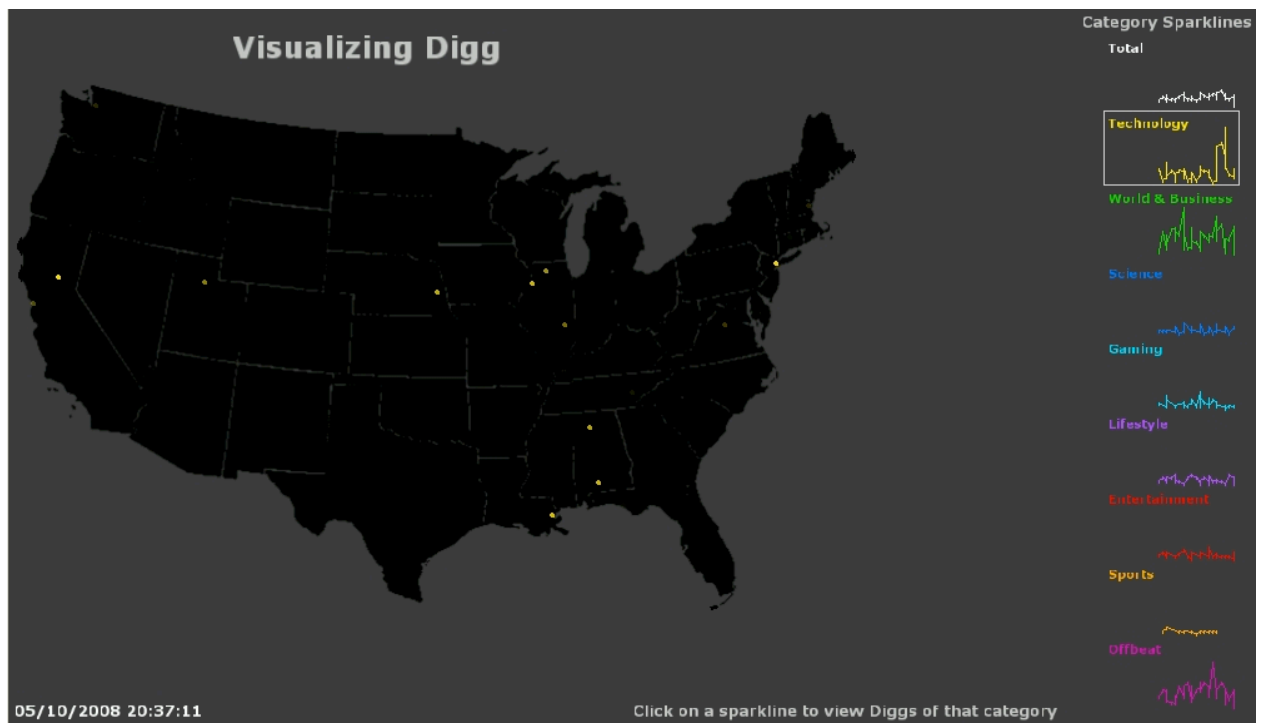 Visualizing Digg
Category Sparklines
Total
Technology
World & Business
Science
Gaming
Lifestyle
Entertainment
Sports
Offbeat
05/10/2008 20:37:11
Click on a sparkline to view Diggs of that category